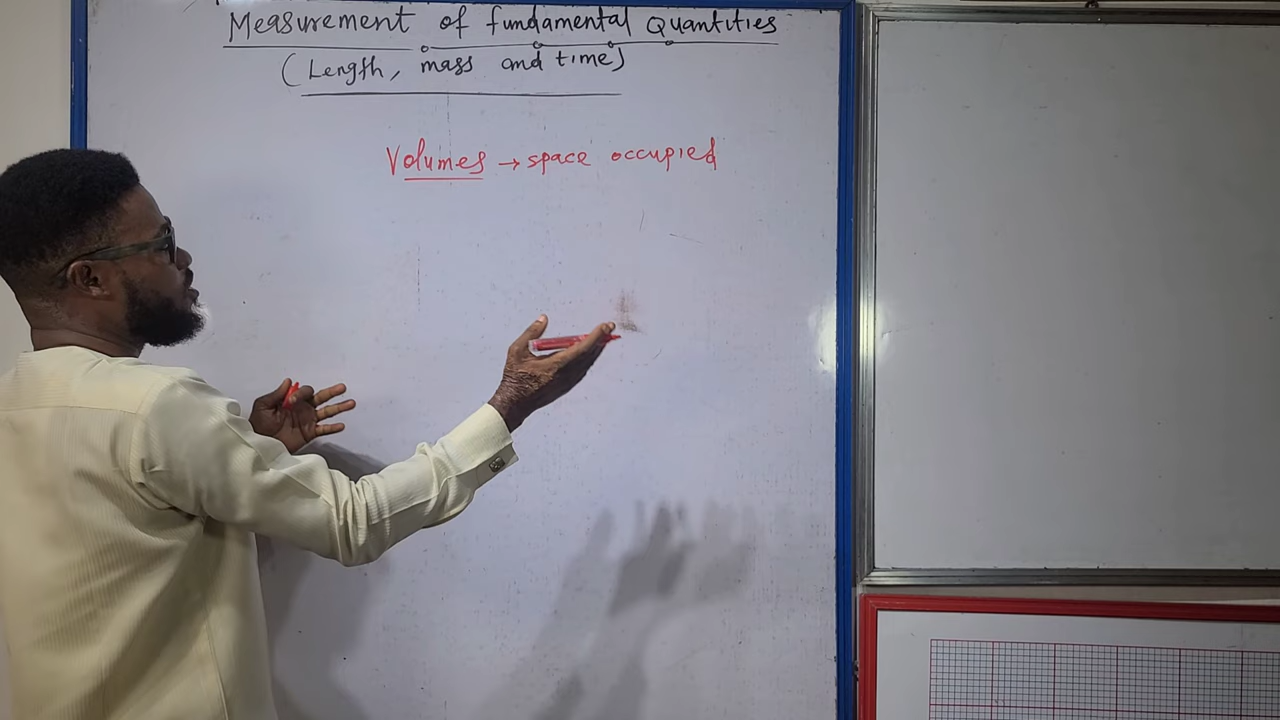 Measurement of fundamental Quantities
(Length, mass and time)
Volumes → space occupied